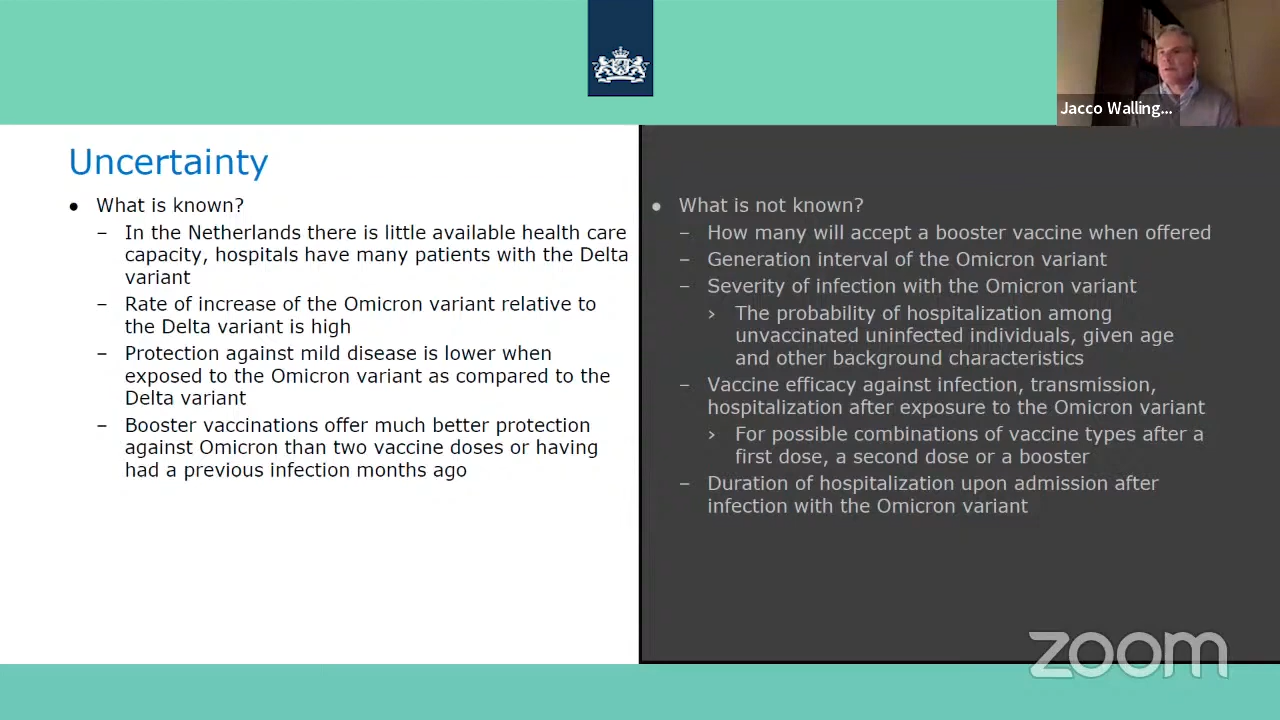 Jacco Walling...
Uncertainty
● What is known?
– In the Netherlands there is little available health care
capacity, hospitals have many patients with the Delta
variant
– Rate of increase of the Omicron variant relative to
the Delta variant is high
– Protection against mild disease is lower when
exposed to the Omicron variant as compared to the
Delta variant
– Booster vaccinations offer much better protection
against Omicron than two vaccine doses or having
had a previous infection months ago
● What is not known?
– How many will accept a booster vaccine when offered
– Generation interval of the Omicron variant
– Severity of infection with the Omicron variant
› The probability of hospitalization among
unvaccinated uninfected individuals, given age
and other background characteristics
– Vaccine efficacy against infection, transmission,
hospitalization after exposure to the Omicron variant
› For possible combinations of vaccine types after a
first dose, a second dose or a booster
– Duration of hospitalization upon admission after
infection with the Omicron variant
zoom